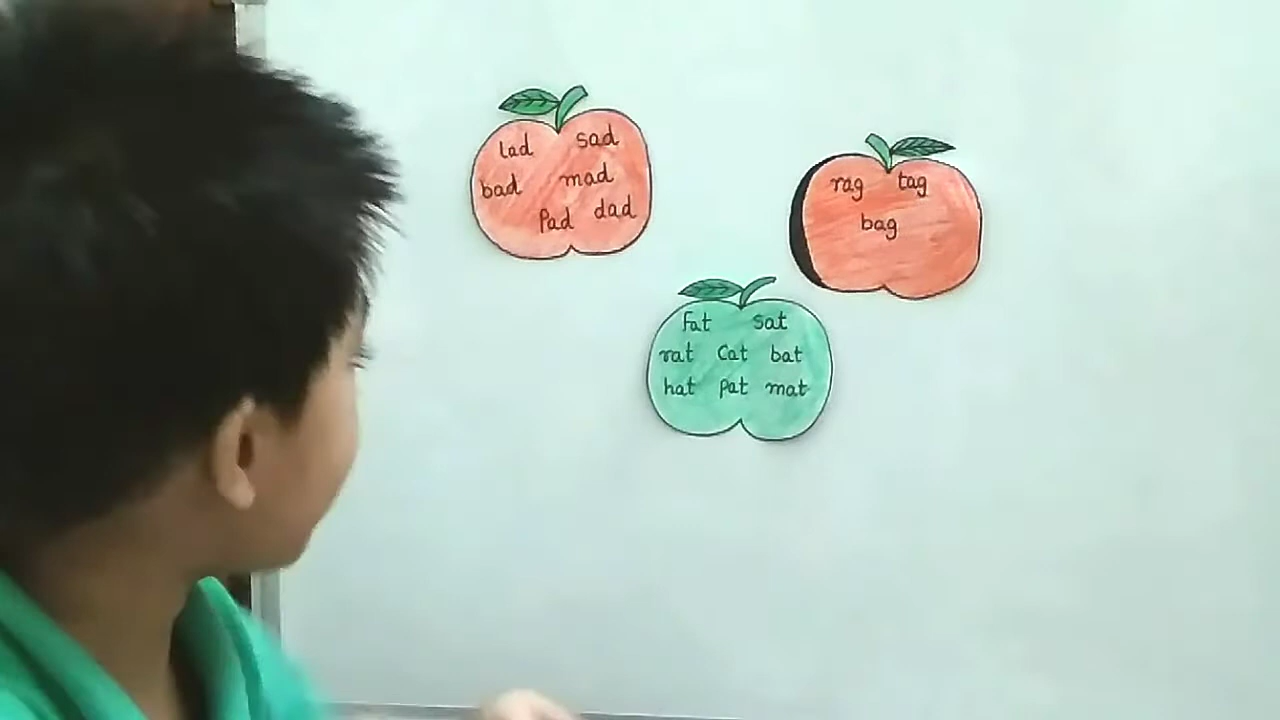 lad sad
bad mad
Pad dad
rag tag
bag
Fat sat
rat Cat bat
hat pat mat